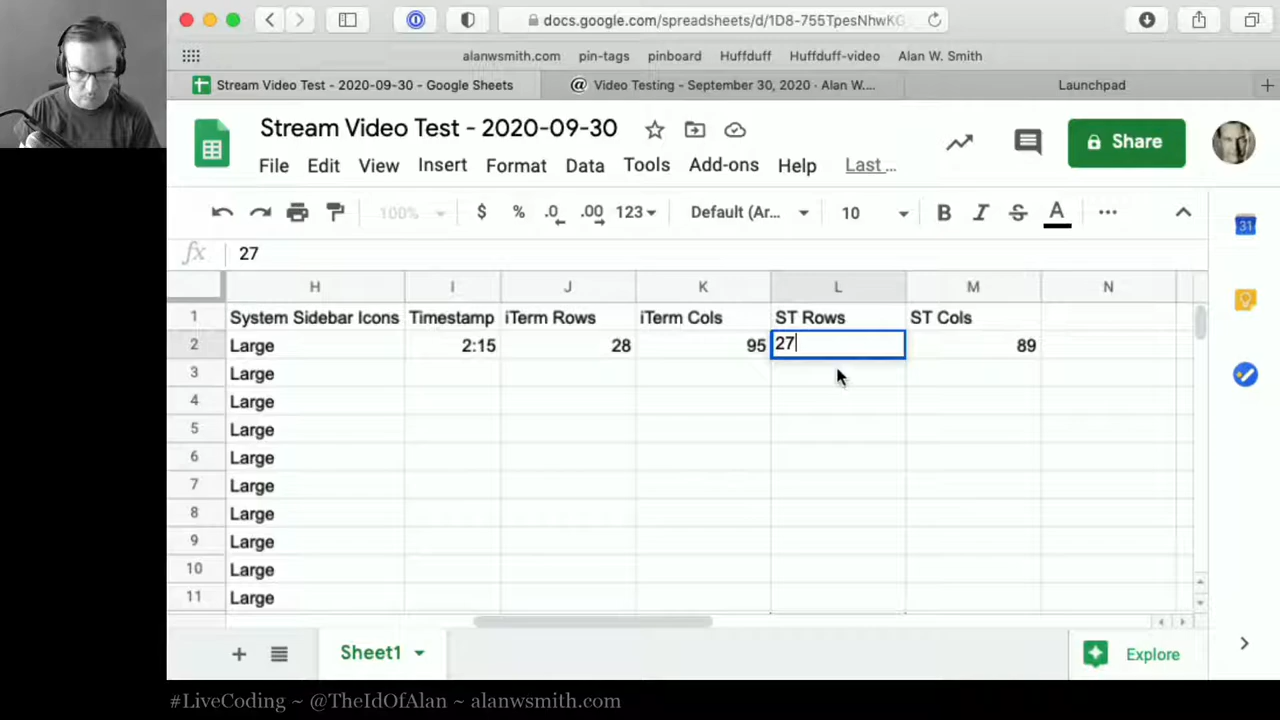 docs.google.com/spreadsheets/d/1D8-755TpesNhwKG
alanwsmith.com pin-tags pinboard Huffduff Huffduff-video Alan W. Smith
Stream Video Test - 2020-09-30 - Google Sheets
@ Video Testing - September 30, 2020 · Alan W....
Launchpad
Stream Video Test - 2020-09-30
Share
File Edit View Insert Format Data Tools Add-ons Help Last ...
100% $ % .0 .00 123 Default (Ar... 10 B I S A
fx 27
H I J K L M N
1 System Sidebar Icons Timestamp iTerm Rows iTerm Cols ST Rows ST Cols
2 Large 2:15 28 95 27 89
3 Large
4 Large
5 Large
6 Large
7 Large
8 Large
9 Large
10 Large
11 Large
31
Sheet1
Explore
#LiveCoding ~ @TheIdOfAlan ~ alanwsmith.com